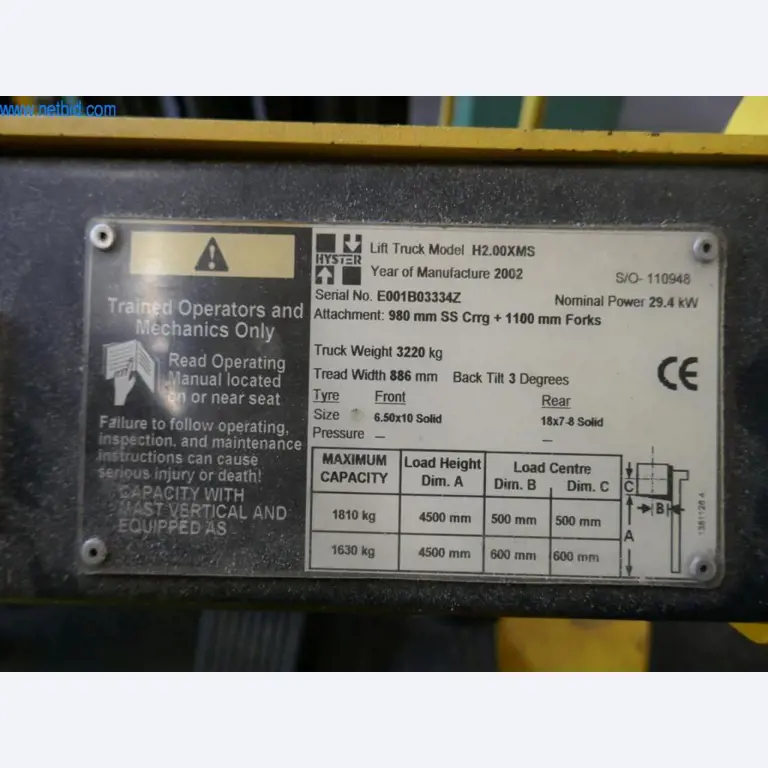 www.netbid.com
Trained Operators and
Mechanics Only
Read Operating
Manual located
on or near seat
Failure to follow operating,
inspection, and maintenance
instructions can cause
serious injury or death!
CAPACITY WITH
MAST VERTICAL AND
EQUIPPED AS
HYSTER
Lift Truck Model H2.00XMS
Year of Manufacture 2002
S/O- 110948
Serial No. E001B03334Z
Nominal Power 29.4 kW
Attachment: 980 mm SS Crrg + 1100 mm Forks
Truck Weight 3220 kg
Tread Width 886 mm Back Tilt 3 Degrees
CE
Tyre Front Rear
Size 6.50x10 Solid 18x7-8 Solid
Pressure — —
MAXIMUM CAPACITY Load Height Dim. A Load Centre Dim. B Dim. C
1810 kg 4500 mm 500 mm 500 mm
1630 kg 4500 mm 600 mm 600 mm
C
B
A